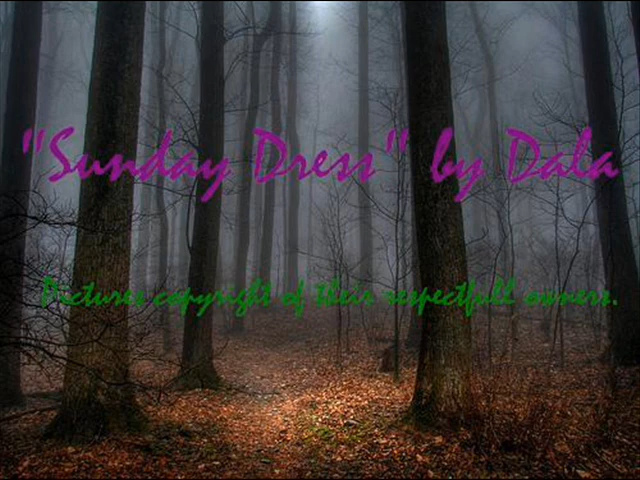 "Sunday Dress" by Dala
Pictures copyright of their respectfull owners.